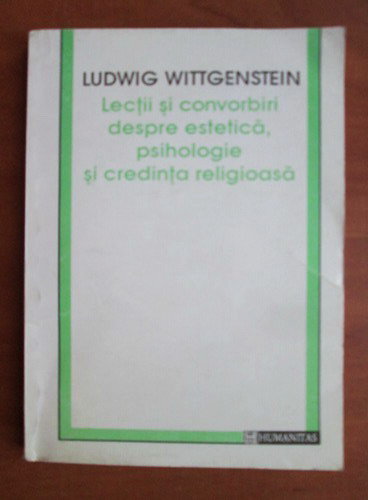 LUDWIG WITTGENSTEIN
Lecții și convorbiri
despre estetică,
psihologie
și credința religioasă
HUMANITAS